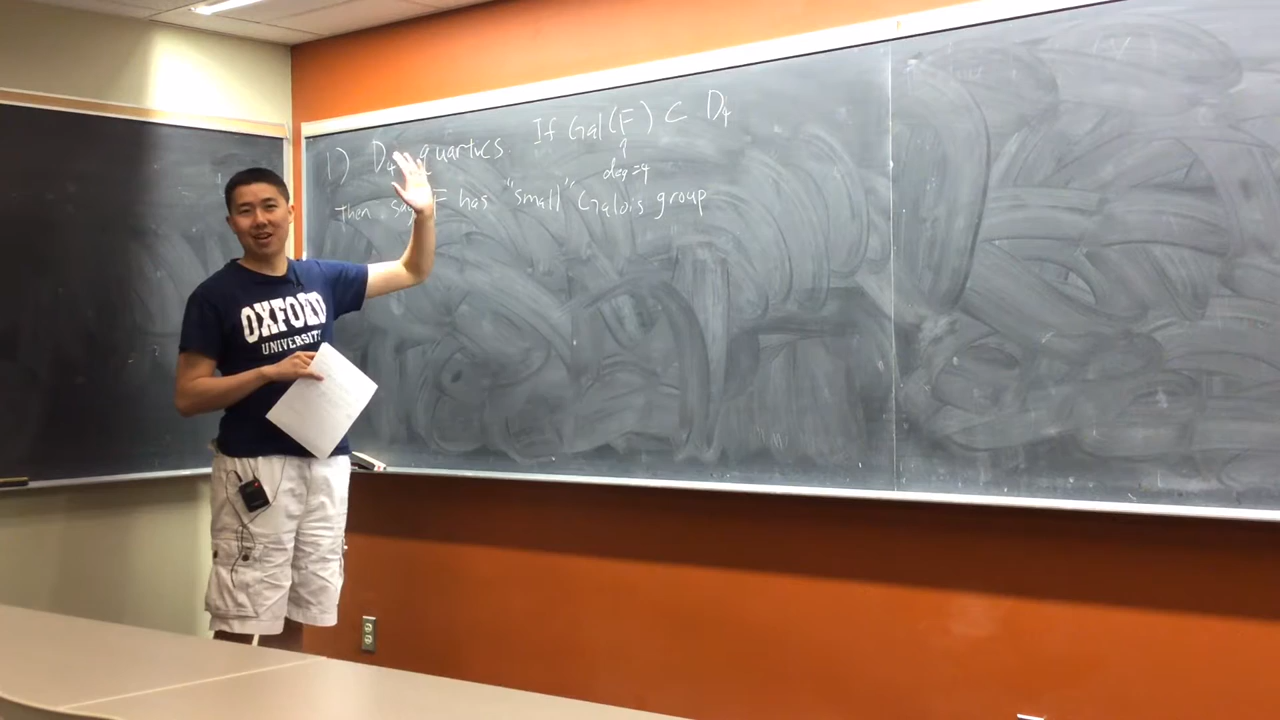 1) D₄ quartics. If Gal(F) ⊂ D₄
↑
deg=4
then, say F has "small" Galois group
OXFORD
UNIVERSITY